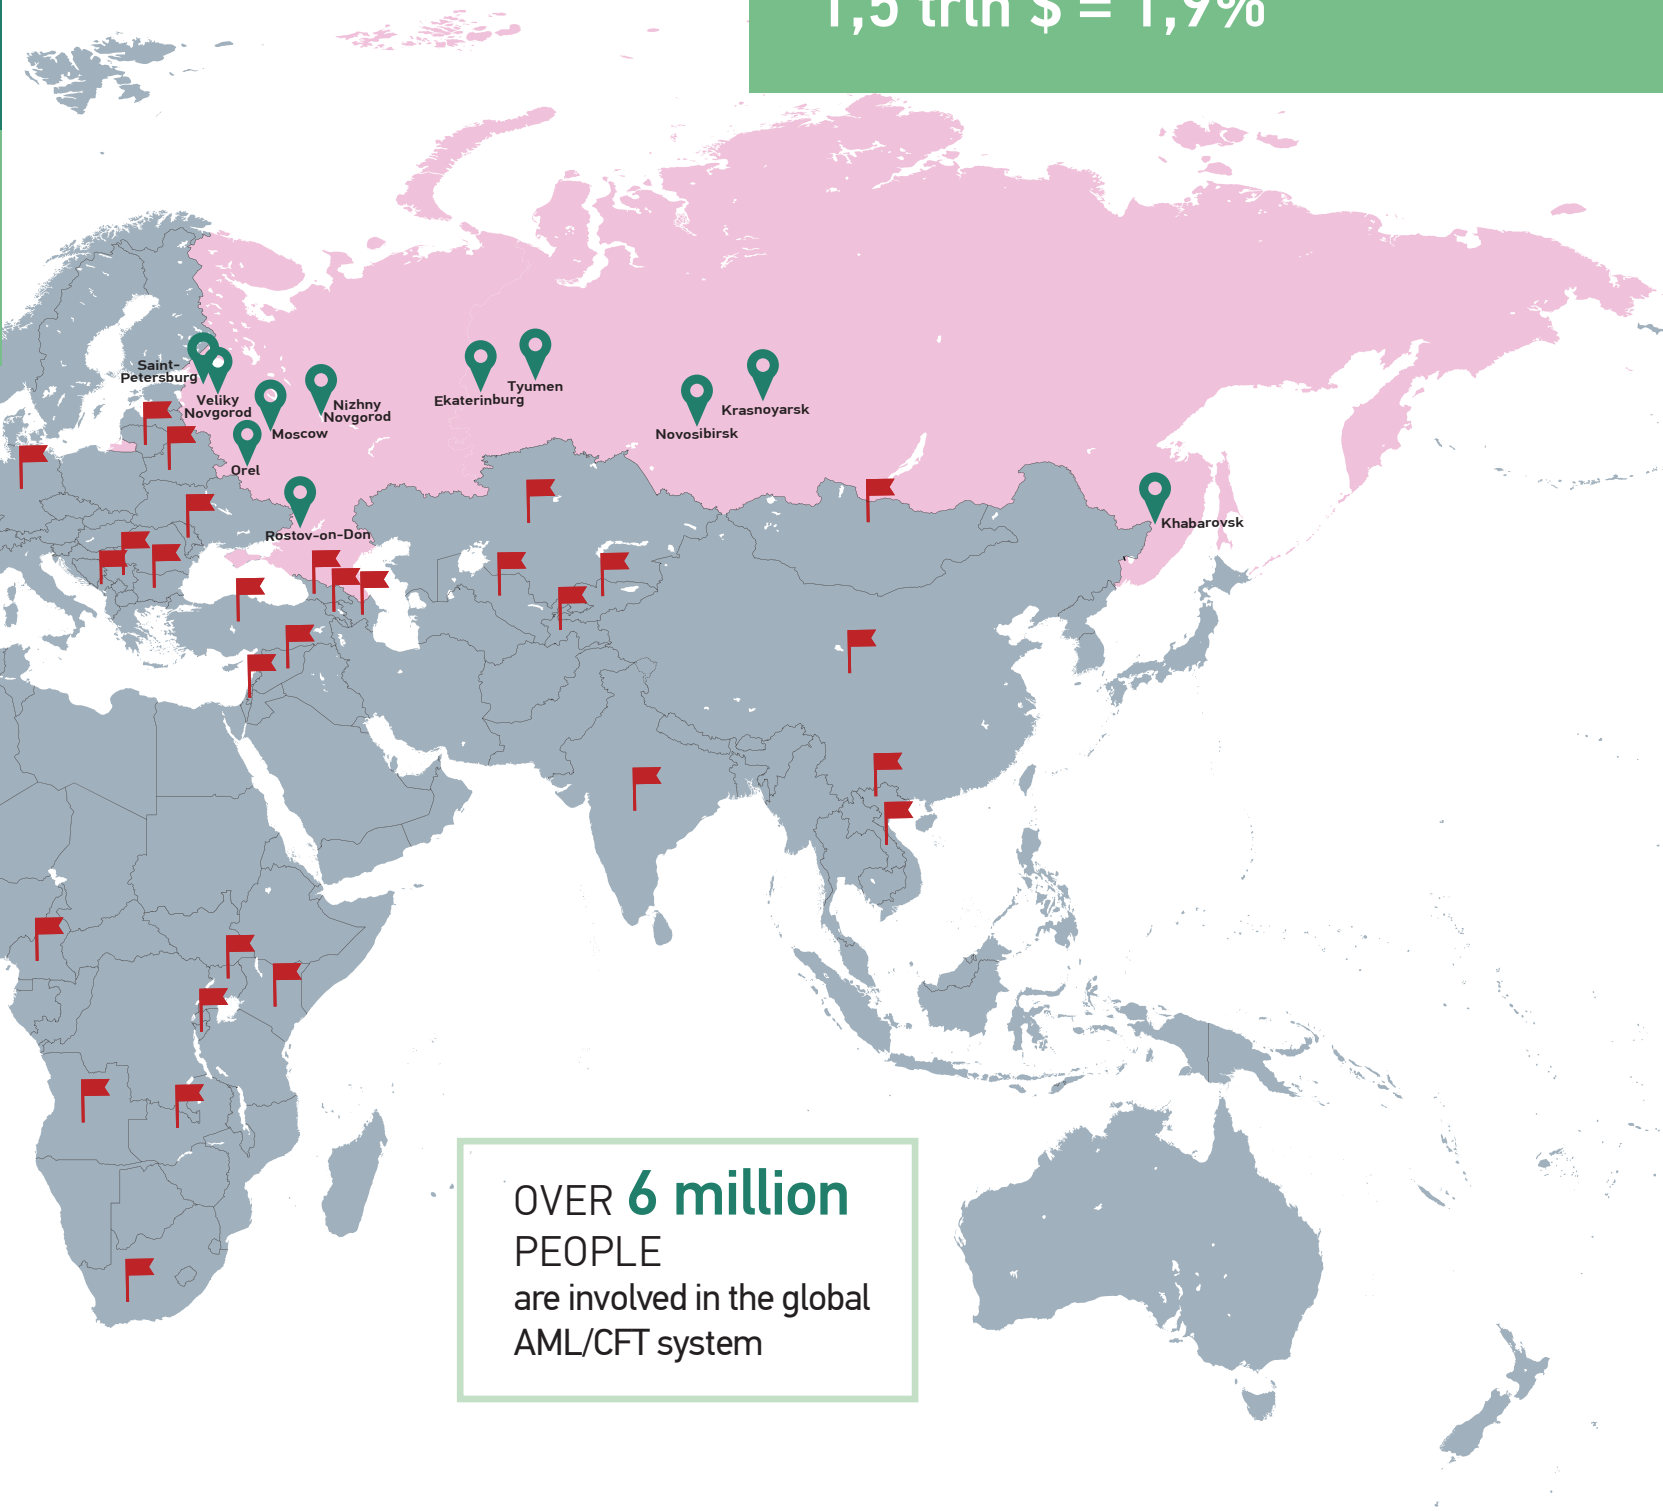 1,5 trln $ = 1,9%
Saint-
Petersburg
Veliky
Novgorod
Nizhny
Novgorod
Moscow
Orel
Rostov-on-Don
Ekaterinburg
Tyumen
Novosibirsk
Krasnoyarsk
Khabarovsk
OVER 6 million
PEOPLE
are involved in the global
AML/CFT system